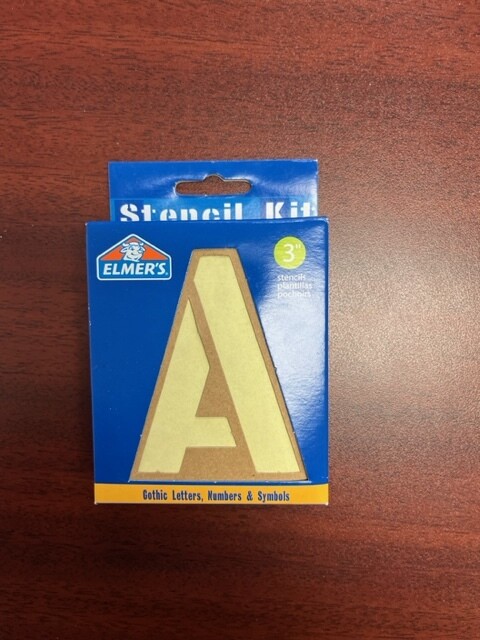 Stencil Kit
ELMER'S
3"
stencils
plantillas
pochoirs
A
Gothic Letters, Numbers & Symbols